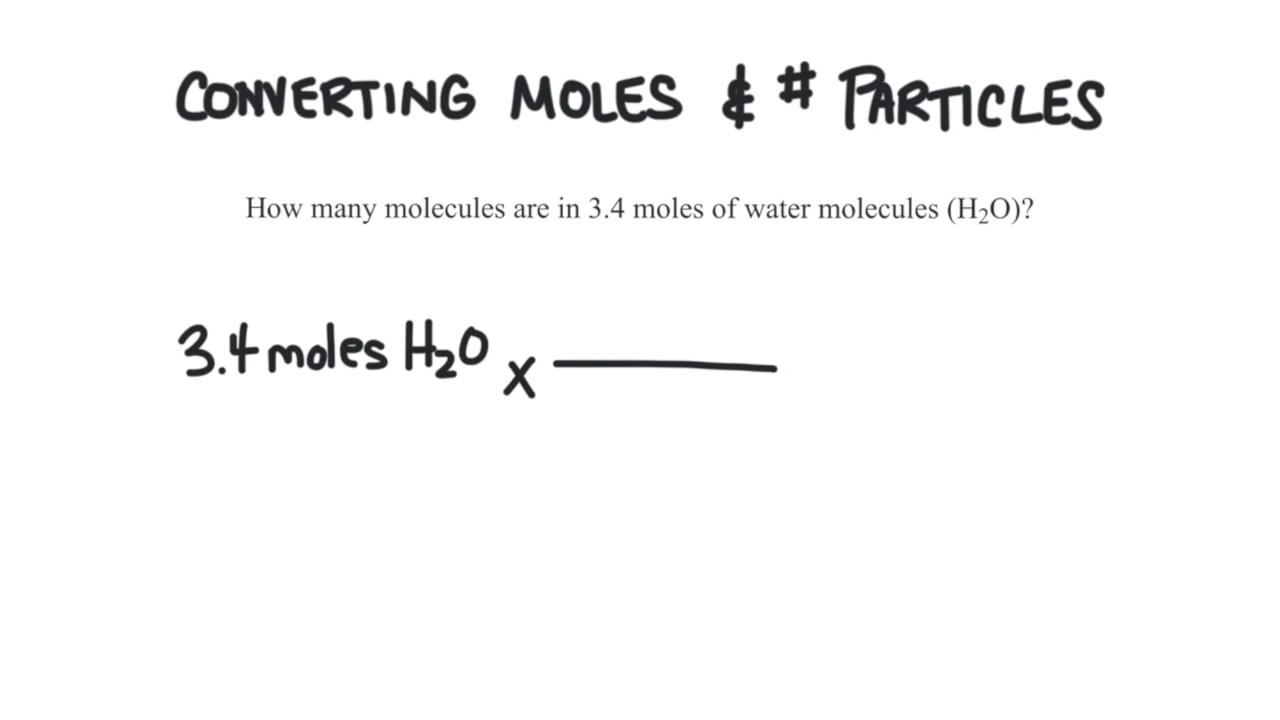 CONVERTING MOLES & # PARTICLES
How many molecules are in 3.4 moles of water molecules (H₂O)?
3.4 moles H₂O x